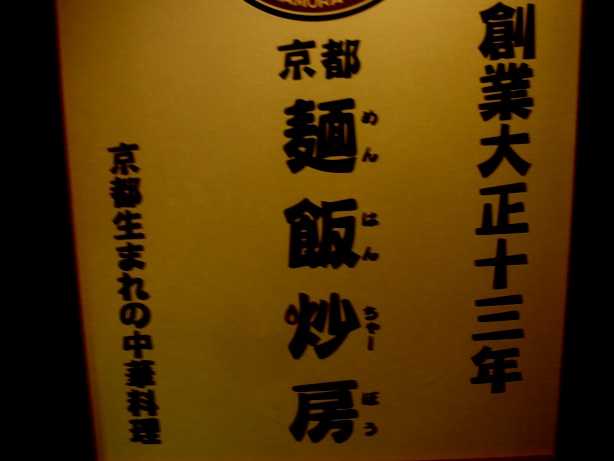 創業大正十三年
京都
麺飯炒房
めんはんちゃーぼう
京都生まれの中華料理